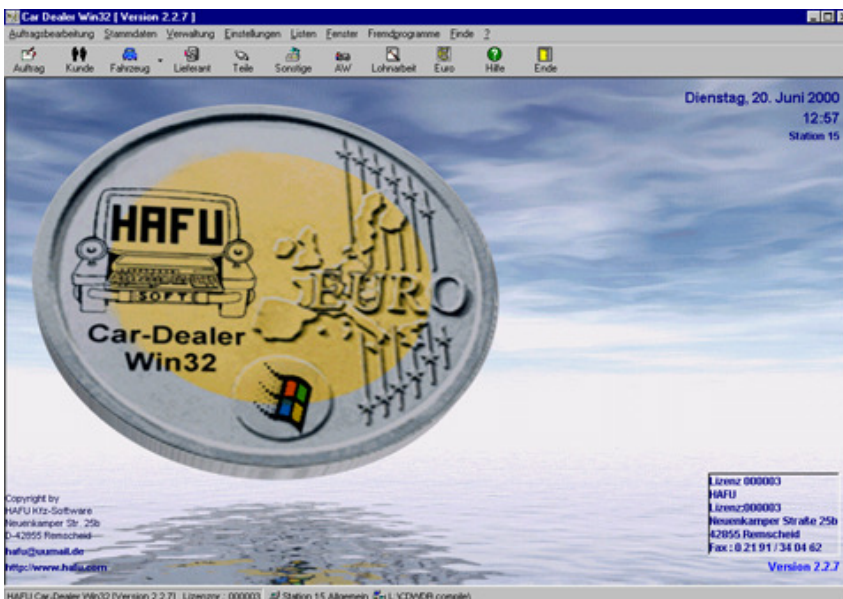 Car Dealer Win32 [ Version 2.2.7 ]
Auftragsbearbeitung Stammdaten Verwaltung Einstellungen Listen Fenster Fremdprogramme Ende ?
Auftrag Kunde Fahrzeug Lieferant Teile Sonstige AW Lohnarbeit Euro Hilfe Ende
Dienstag, 20. Juni 2000
12:57
Station 15
HAFU
SOFT
EURO
Car-Dealer
Win32
Copyright by
HAFU Kfz-Software
Neuenkamper Str. 25b
D-42855 Remscheid
hafu@uumail.de
http://www.hafu.com
Lizenz 000003
HAFU
Lizenz:000003
Neuenkamper Straße 25b
42855 Remscheid
Fax : 0 21 91 / 34 04 62
Version 2.2.7
HAFU Car-Dealer Win32 [Version 2.2.7] Lizenznr.: 000003 Station 15 Allgemein L:\CDWDB.compile\